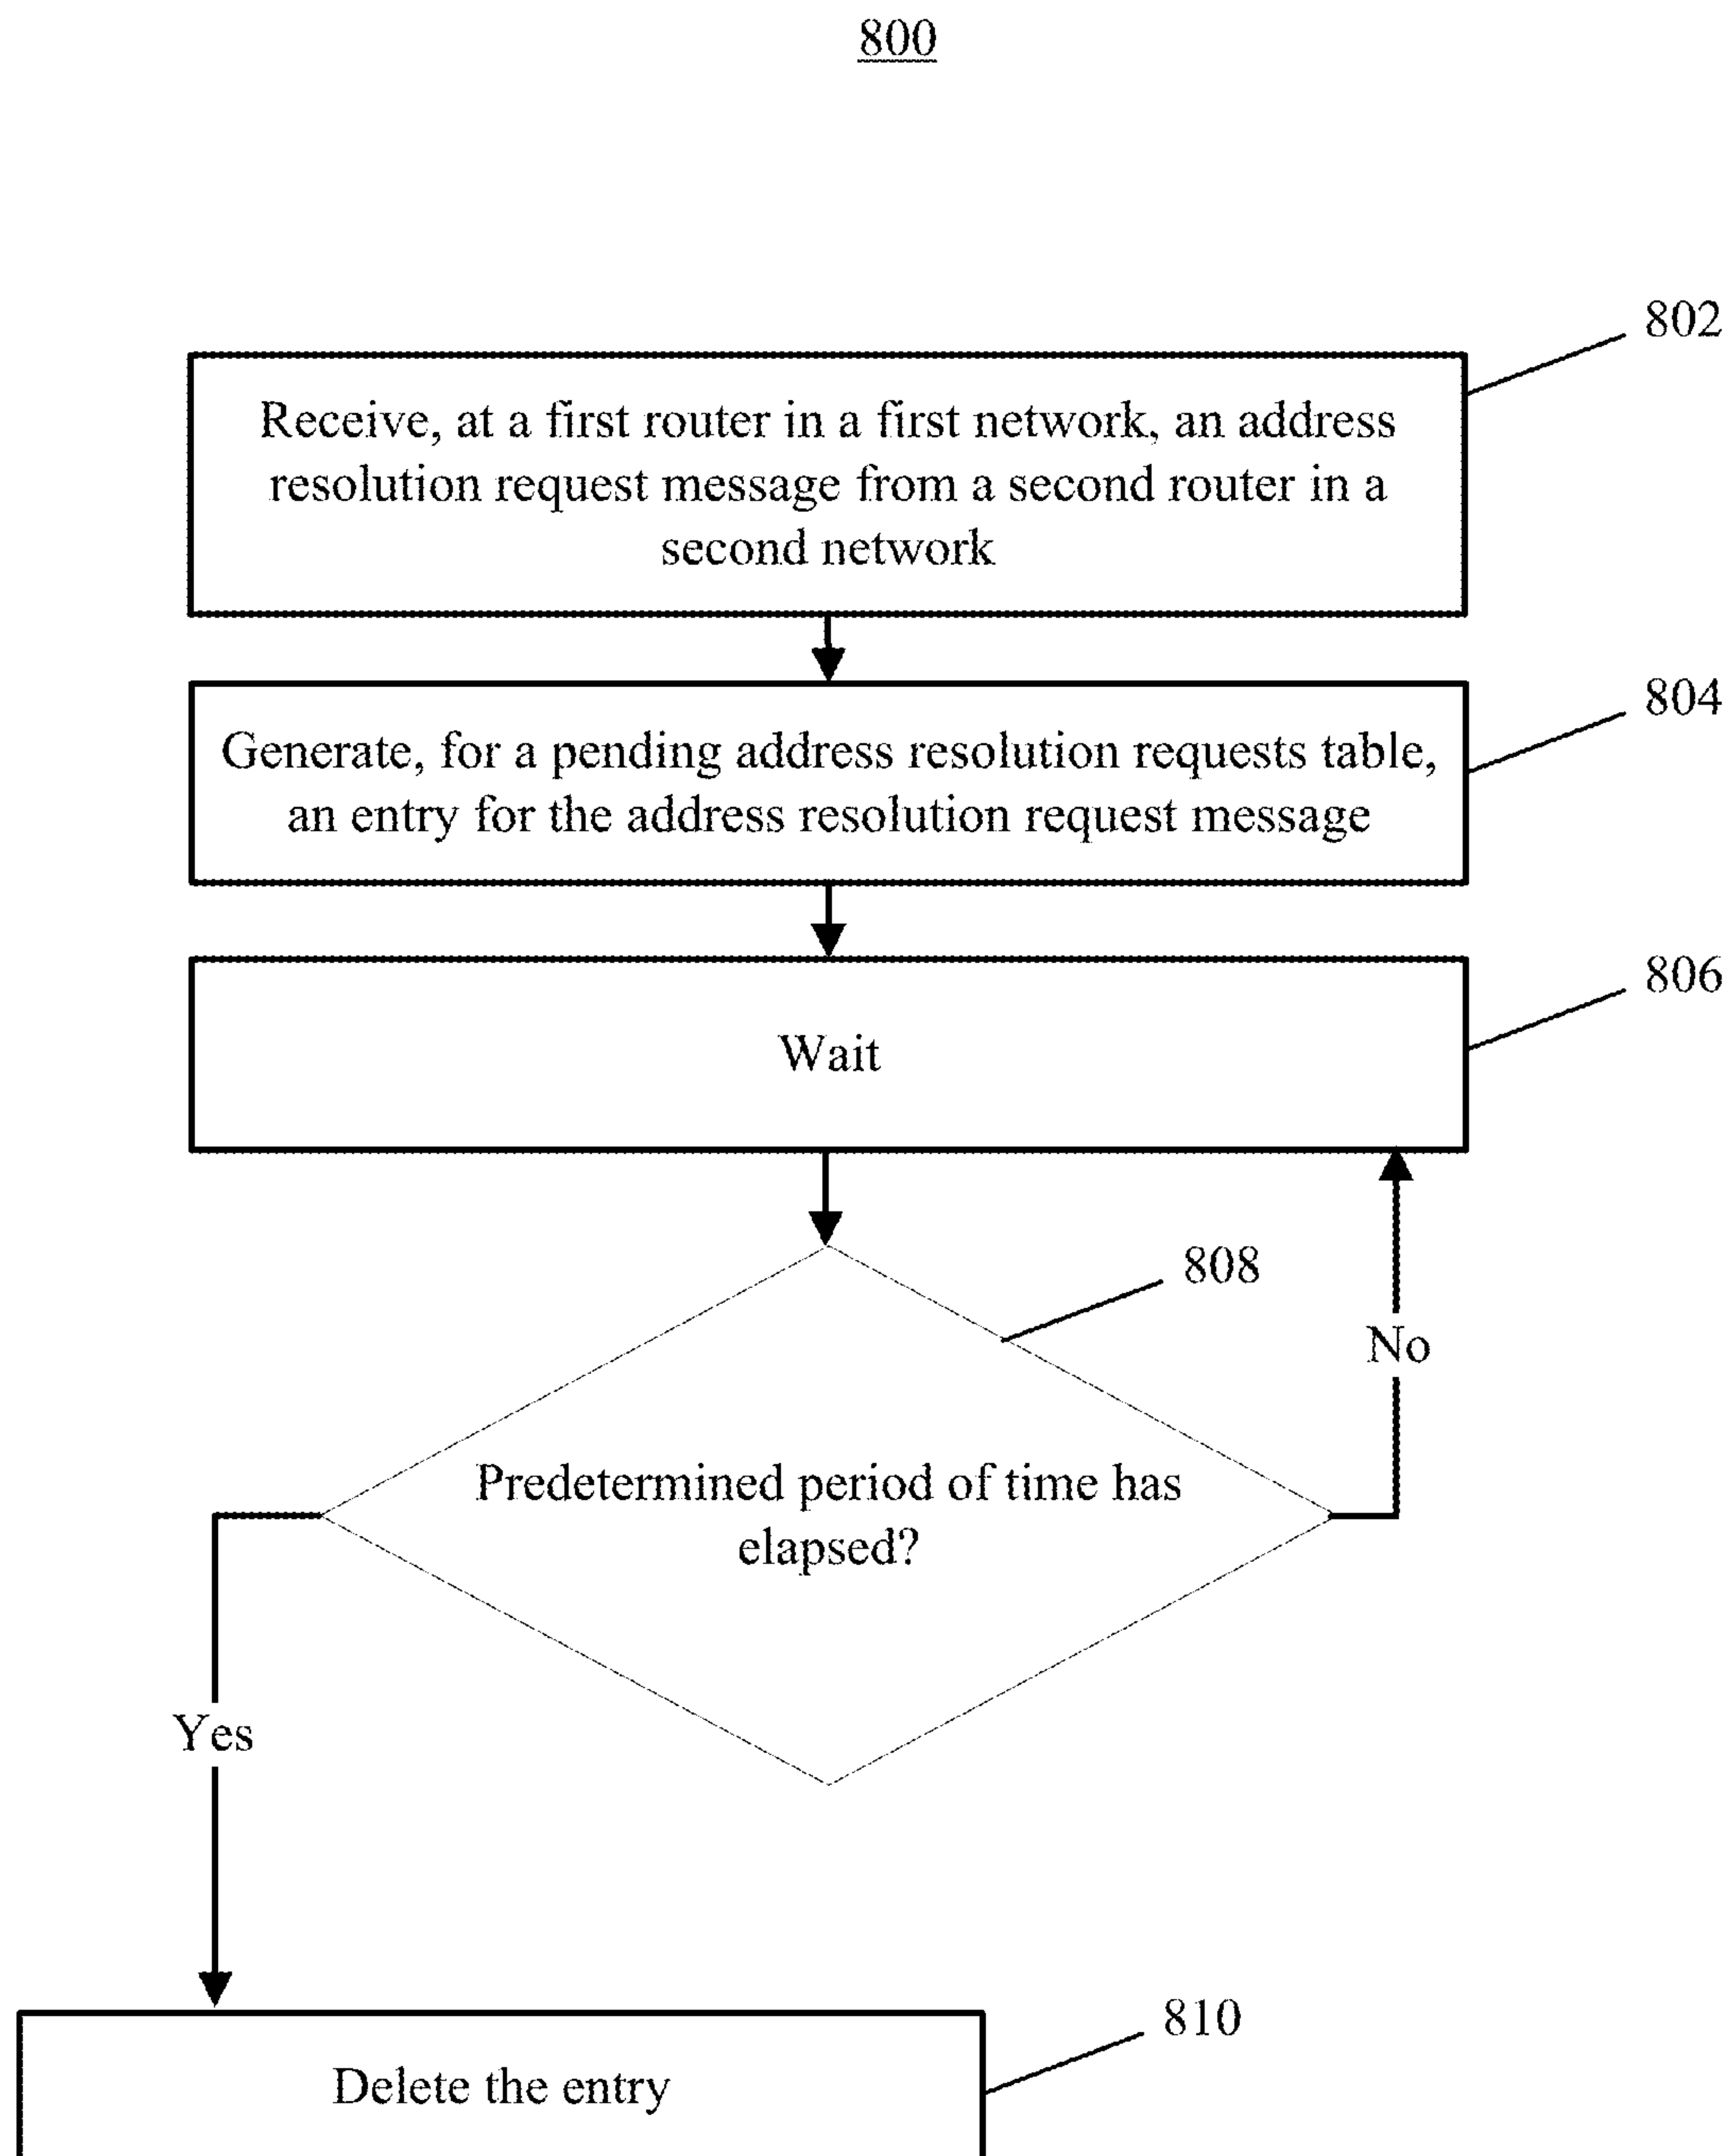 800
802
Receive, at a first router in a first network, an address
resolution request message from a second router in a
second network
804
Generate, for a pending address resolution requests table,
an entry for the address resolution request message
806
Wait
808
No
Predetermined period of time has
elapsed?
Yes
810
Delete the entry